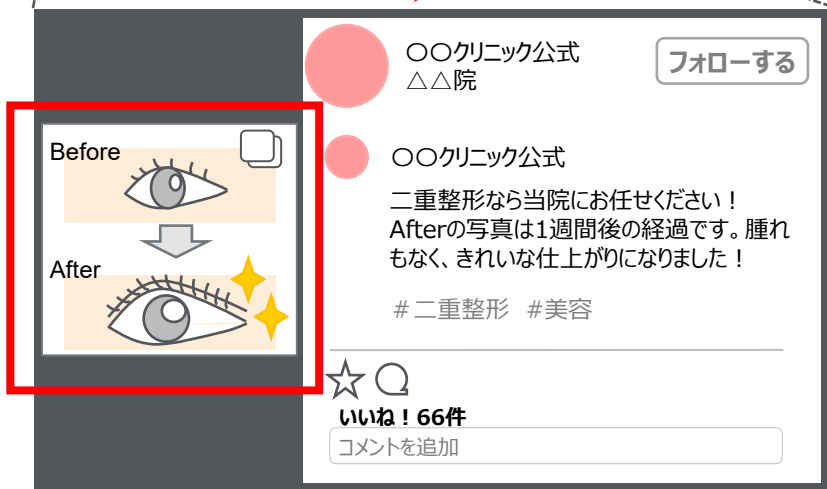 Before
After
〇〇クリニック公式
△△院
フォローする
〇〇クリニック公式
二重整形なら当院にお任せください！
Afterの写真は1週間後の経過です。腫れ
もなく、きれいな仕上がりになりました！
＃二重整形 #美容
いいね！66件
コメントを追加